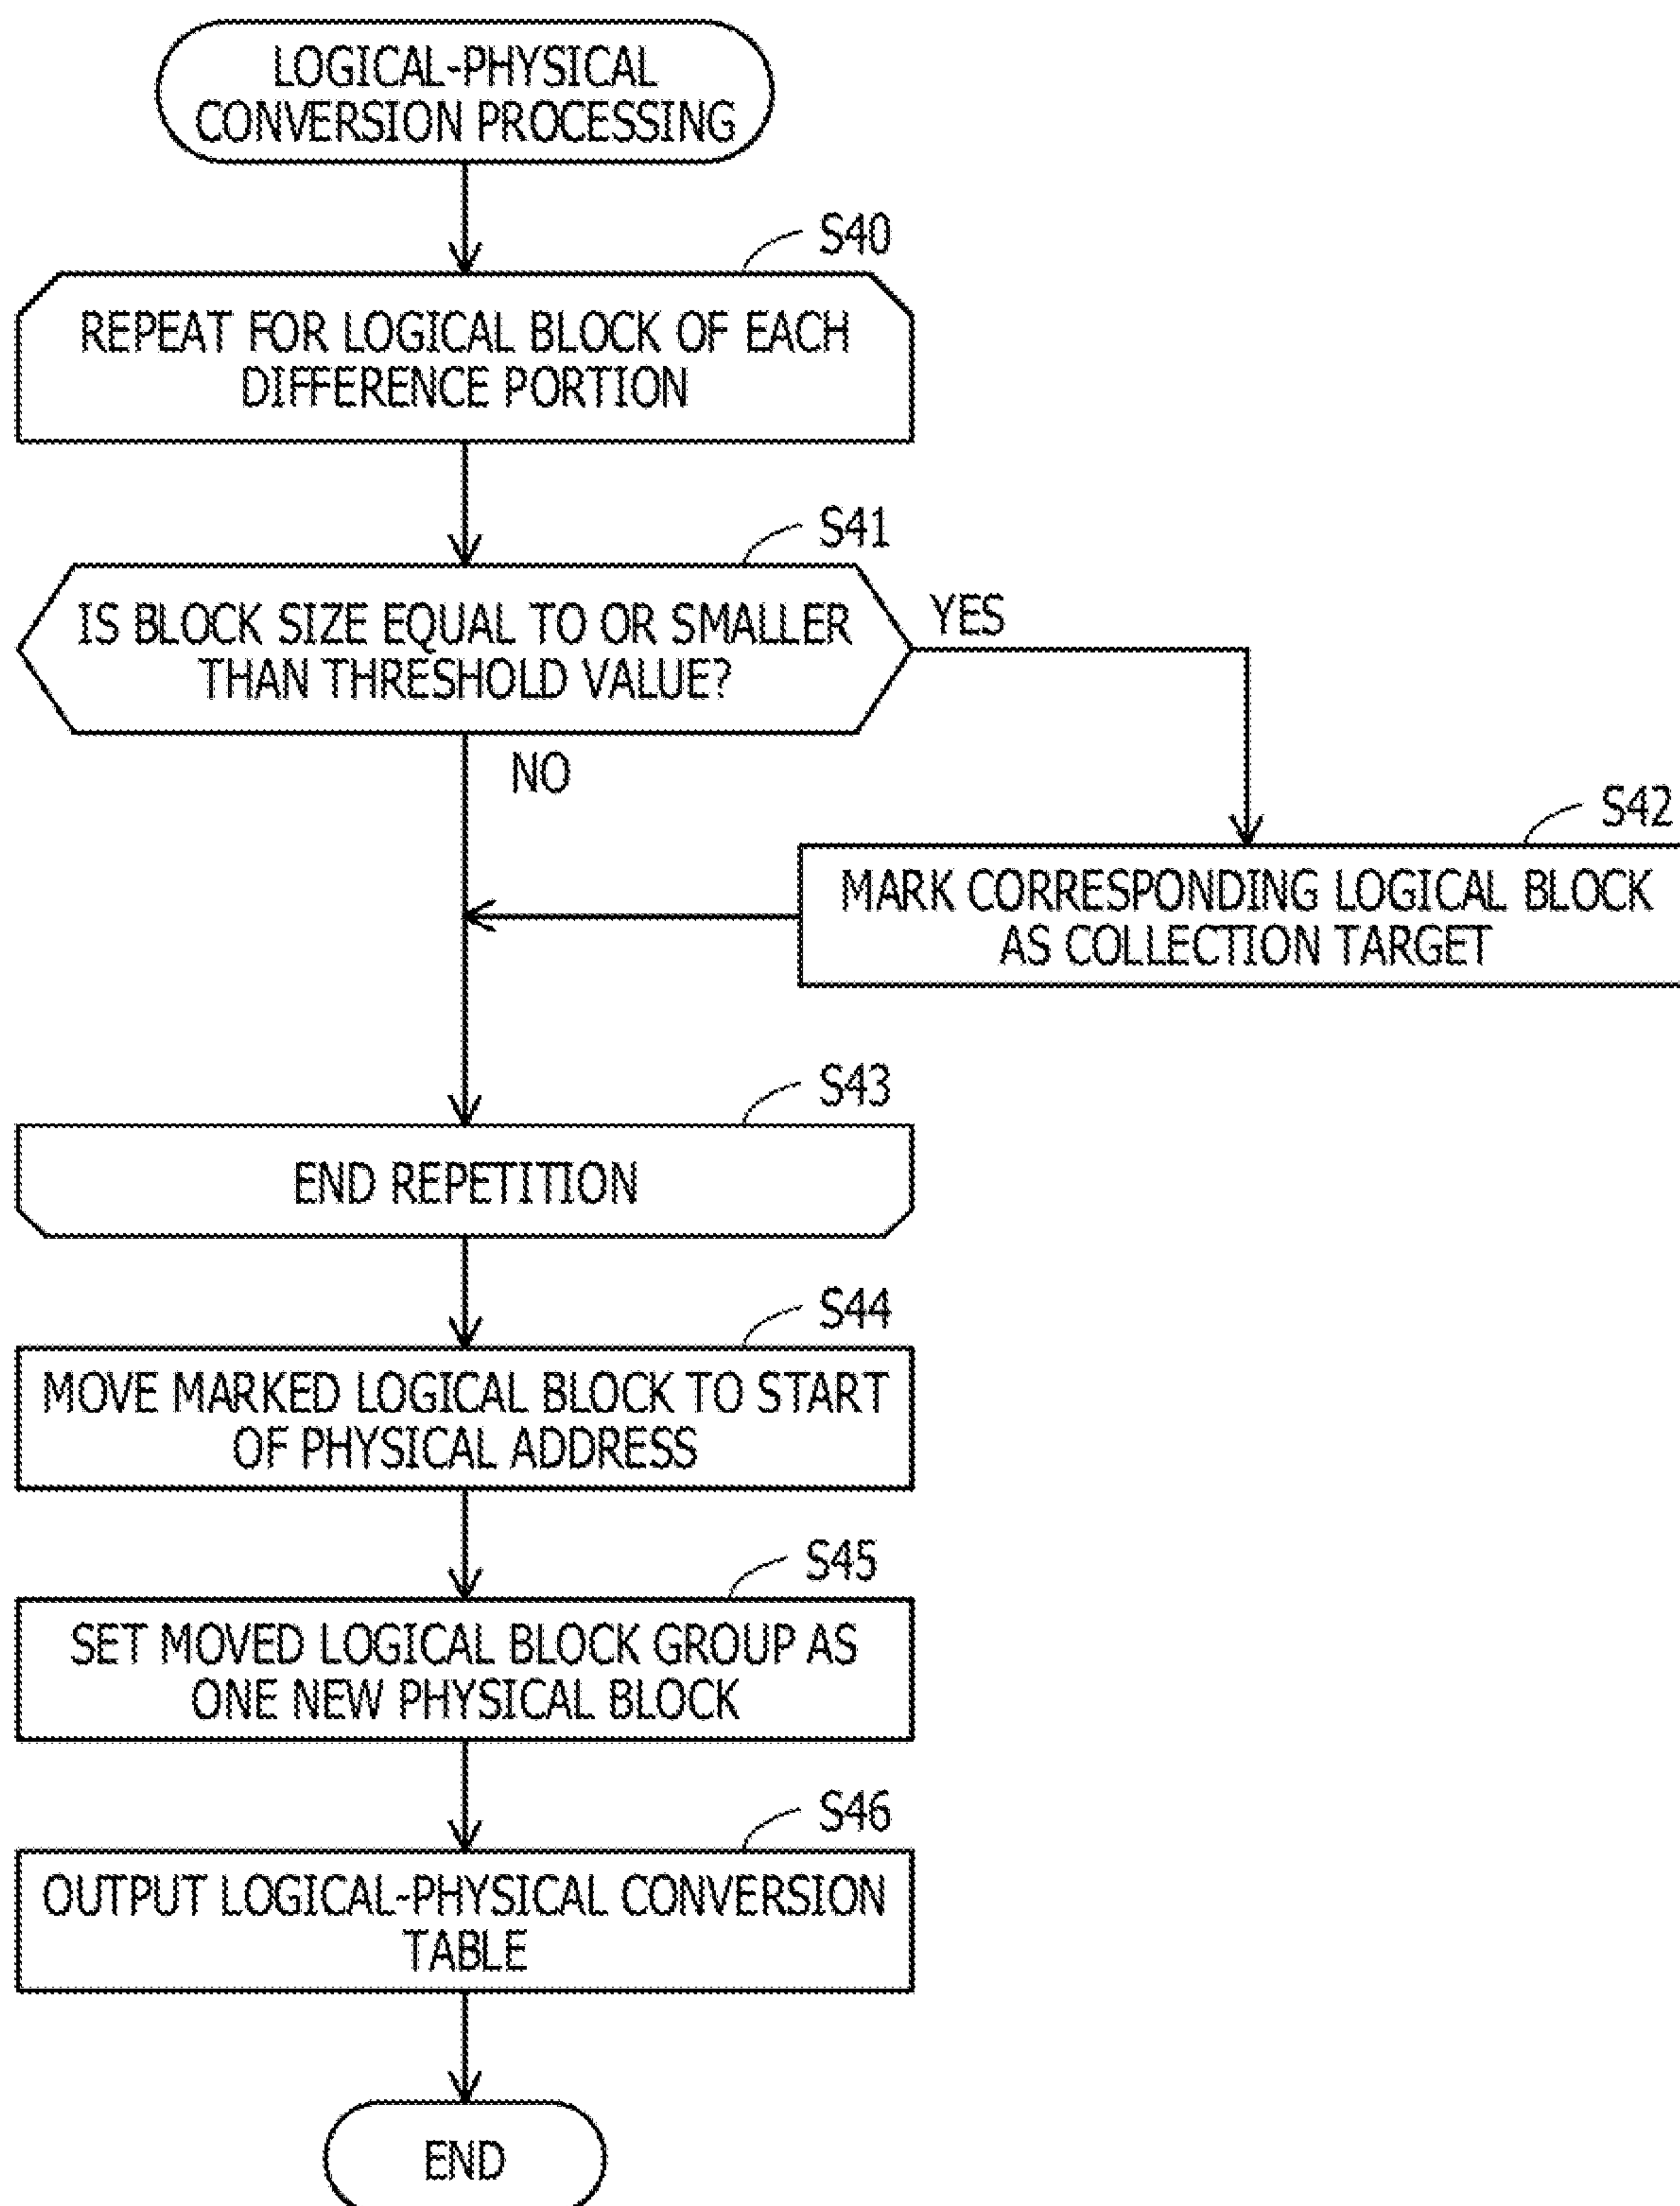 LOGICAL-PHYSICAL
CONVERSION PROCESSING
S40
REPEAT FOR LOGICAL BLOCK OF EACH
DIFFERENCE PORTION
S41
IS BLOCK SIZE EQUAL TO OR SMALLER
THAN THRESHOLD VALUE?
YES
NO
S42
MARK CORRESPONDING LOGICAL BLOCK
AS COLLECTION TARGET
S43
END REPETITION
S44
MOVE MARKED LOGICAL BLOCK TO START
OF PHYSICAL ADDRESS
S45
SET MOVED LOGICAL BLOCK GROUP AS
ONE NEW PHYSICAL BLOCK
S46
OUTPUT LOGICAL-PHYSICAL CONVERSION
TABLE
END